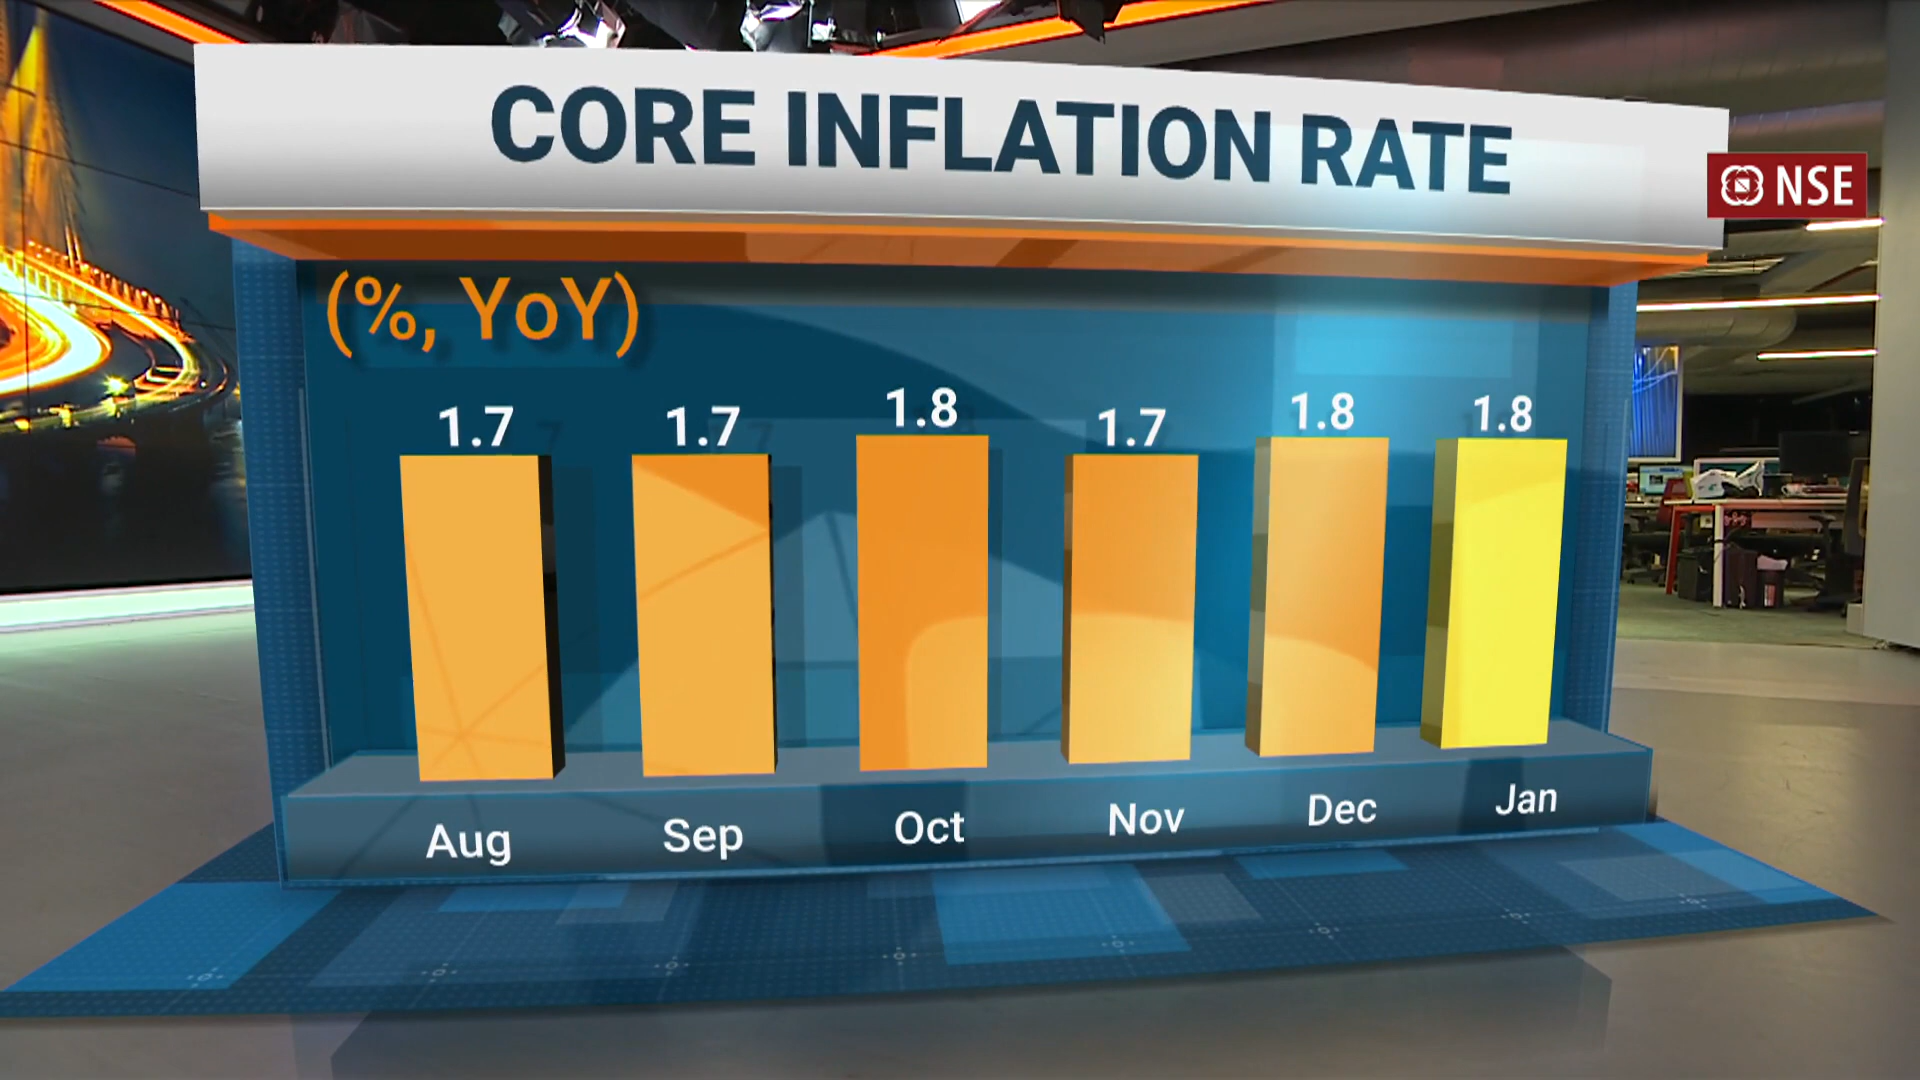 CORE INFLATION RATE
NSE
(%, YoY)
1.7 1.7 1.8 1.7 1.8 1.8
Aug Sep Oct Nov Dec Jan